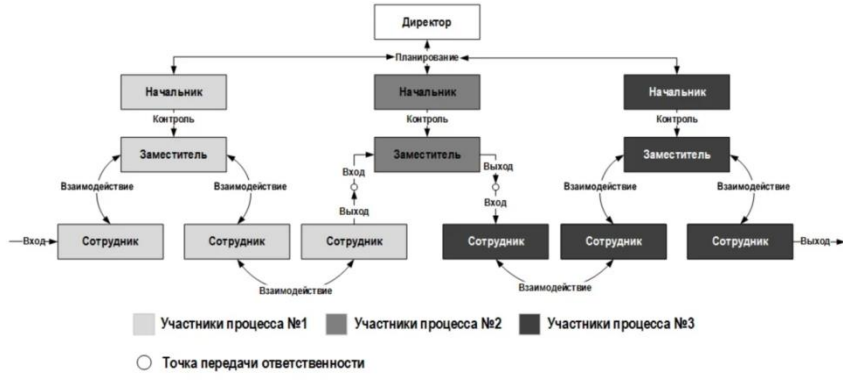 Директор
Планирование
Начальник
Начальник
Начальник
Контроль
Контроль
Контроль
Заместитель
Заместитель
Заместитель
Вход
Выход
Выход
Вход
Взаимодействие
Взаимодействие
Взаимодействие
Взаимодействие
Вход
Сотрудник
Сотрудник
Сотрудник
Сотрудник
Сотрудник
Сотрудник
Выход
Взаимодействие
Взаимодействие
Участники процесса №1
Участники процесса №2
Участники процесса №3
Точка передачи ответственности